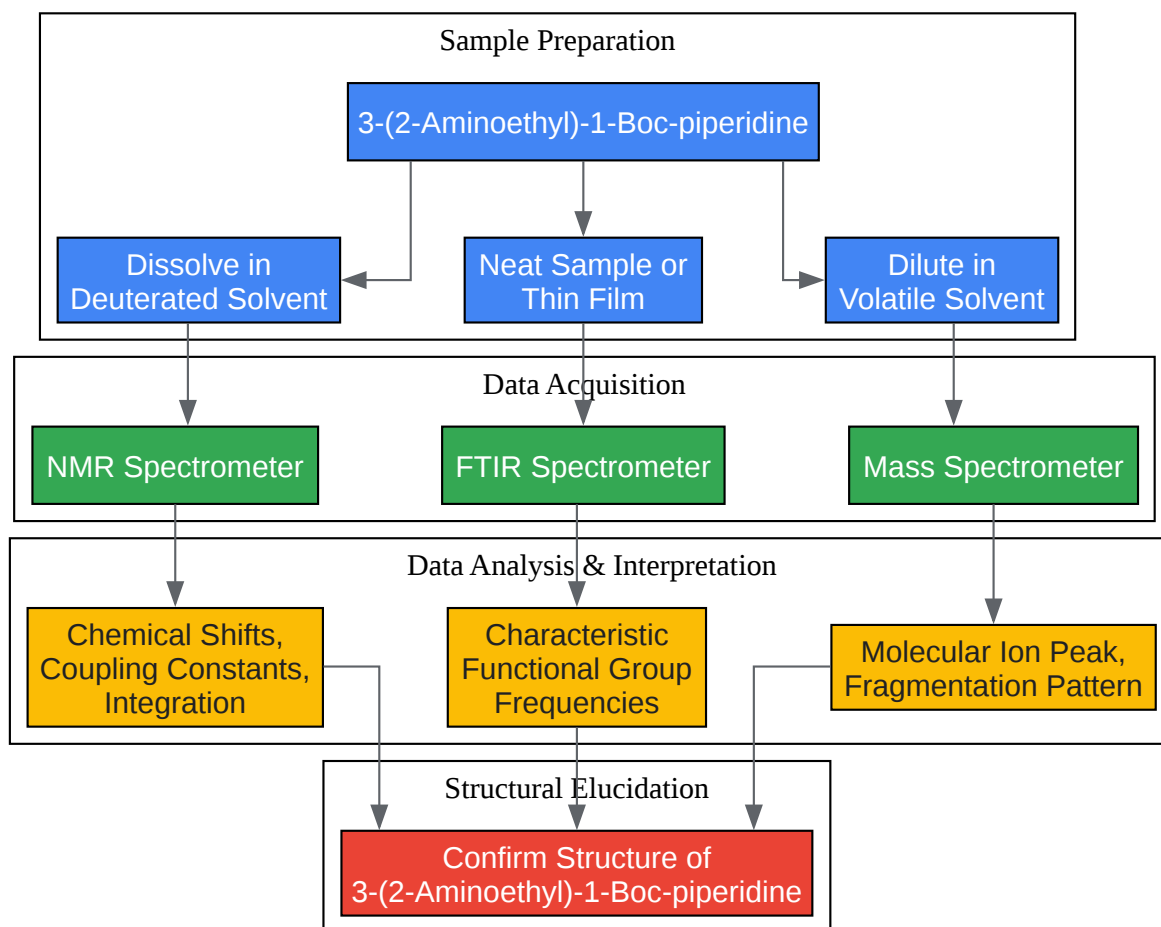 Sample Preparation
3-(2-Aminoethyl)-1-Boc-piperidine
Dissolve in
Deuterated Solvent
Neat Sample or
Thin Film
Dilute in
Volatile Solvent
Data Acquisition
NMR Spectrometer
FTIR Spectrometer
Mass Spectrometer
Data Analysis & Interpretation
Chemical Shifts,
Coupling Constants,
Integration
Characteristic
Functional Group
Frequencies
Molecular Ion Peak,
Fragmentation Pattern
Structural Elucidation
Confirm Structure of
3-(2-Aminoethyl)-1-Boc-piperidine